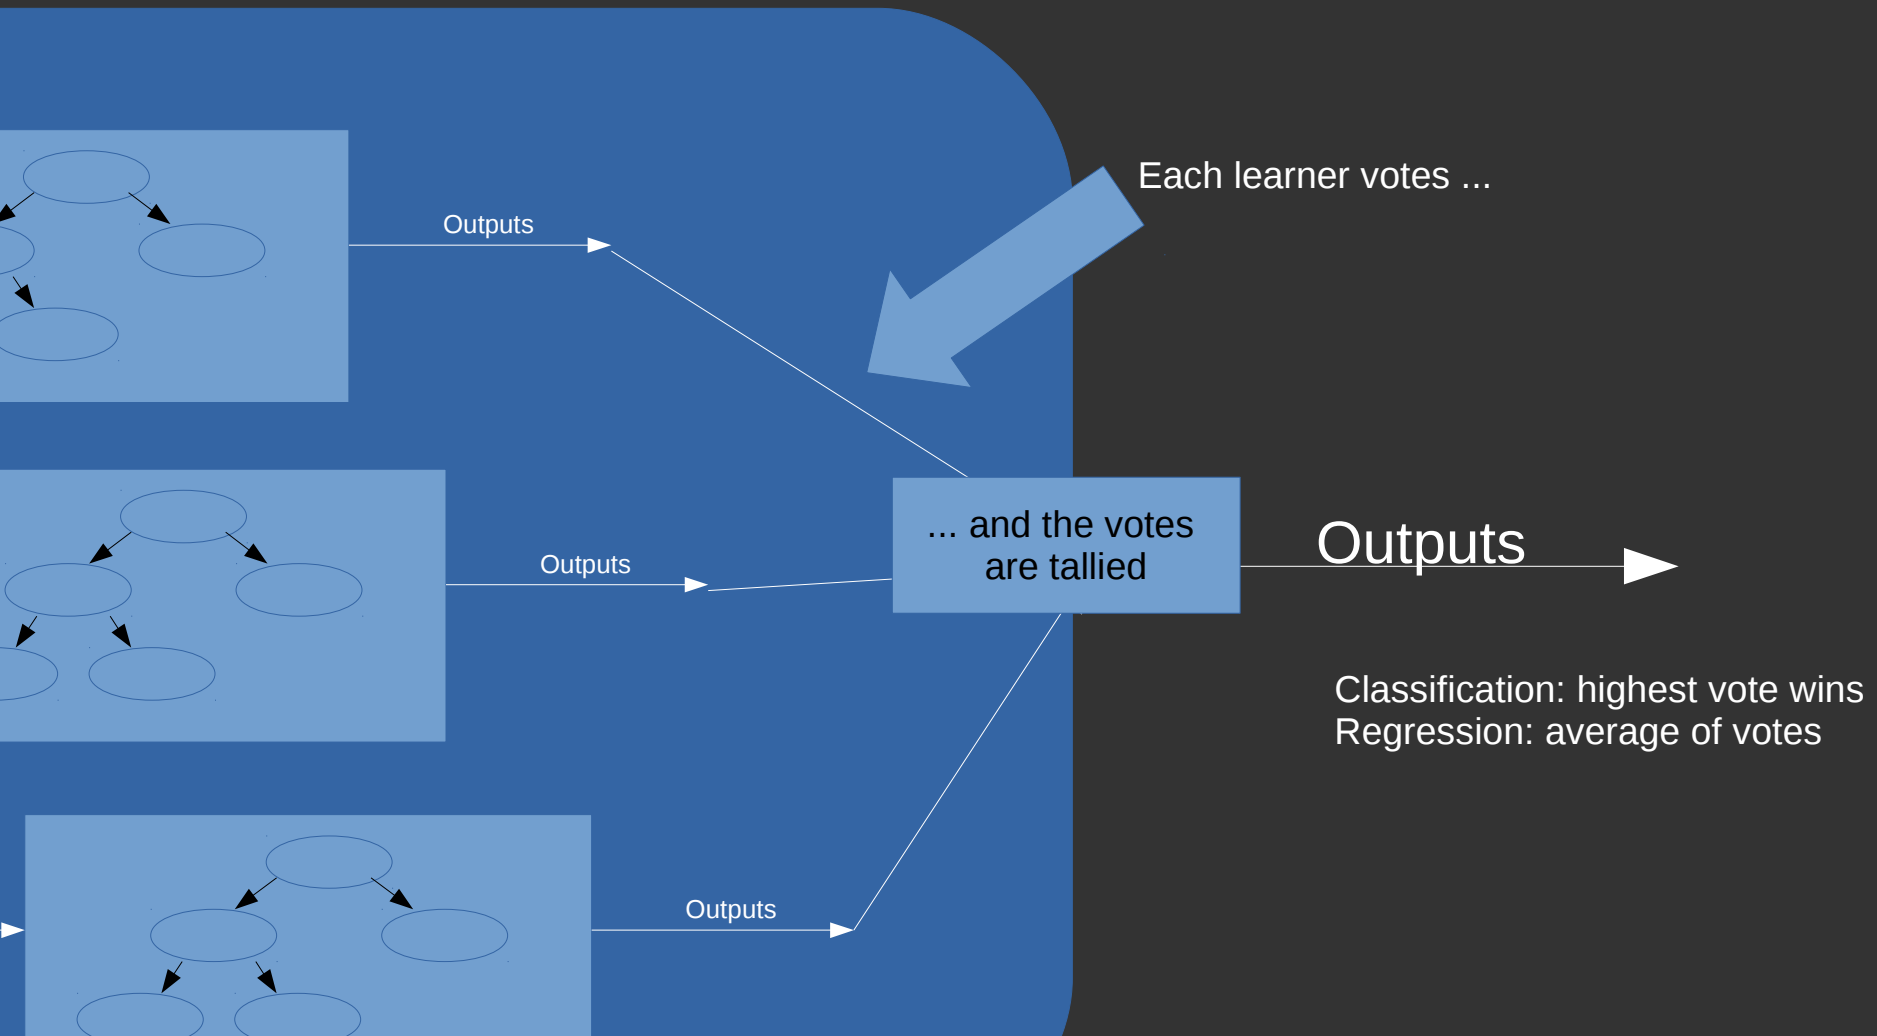 Each learner votes ...
Outputs
... and the votes
are tallied
Outputs
Outputs
Classification: highest vote wins
Regression: average of votes
Outputs